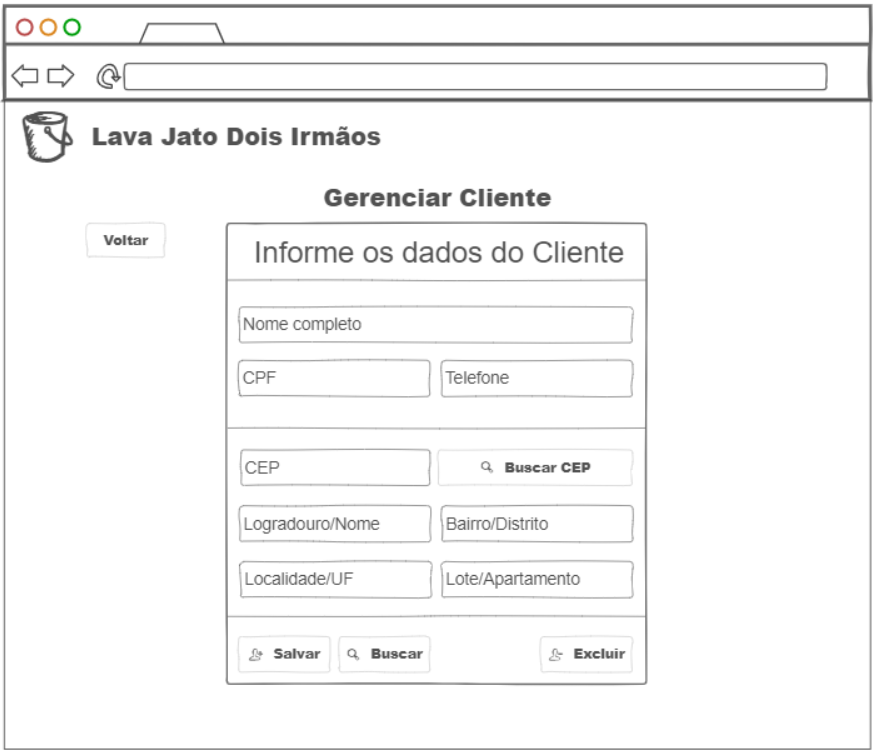 Lava Jato Dois Irmãos
Gerenciar Cliente
Voltar
Informe os dados do Cliente
Nome completo
CPF
Telefone
CEP
Buscar CEP
Logradouro/Nome
Bairro/Distrito
Localidade/UF
Lote/Apartamento
Salvar
Buscar
Excluir